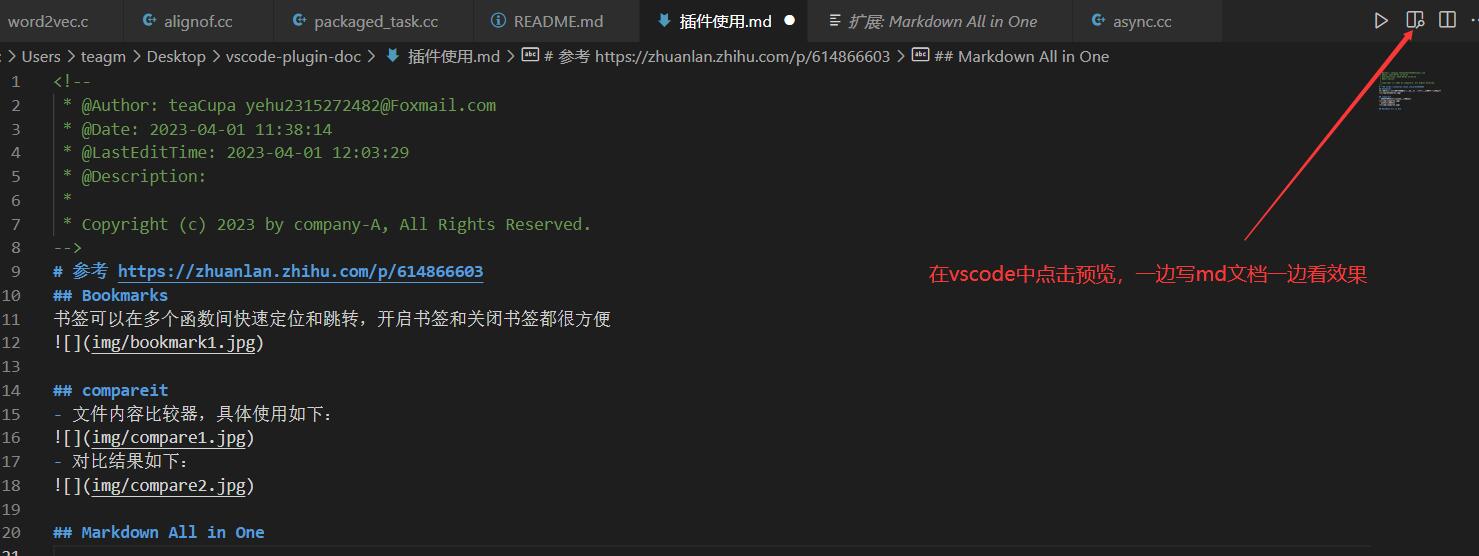 word2vec.c alignof.cc packaged_task.cc README.md 插件使用.md 扩展: Markdown All in One async.cc
Users > teagm > Desktop > vscode-plugin-doc > 插件使用.md > # 参考 https://zhuanlan.zhihu.com/p/614866603 > ## Markdown All in One
1 <!--
2 * @Author: teaCupa yehu2315272482@Foxmail.com
3 * @Date: 2023-04-01 11:38:14
4 * @LastEditTime: 2023-04-01 12:03:29
5 * @Description:
6 *
7 * Copyright (c) 2023 by company-A, All Rights Reserved.
8 -->
9 # 参考 https://zhuanlan.zhihu.com/p/614866603
在vscode中点击预览，一边写md文档一边看效果
10 ## Bookmarks
11 书签可以在多个函数间快速定位和跳转，开启书签和关闭书签都很方便
12 ![](img/bookmark1.jpg)
13
14 ## compareit
15 - 文件内容比较器，具体使用如下：
16 ![](img/compare1.jpg)
17 - 对比结果如下：
18 ![](img/compare2.jpg)
19
20 ## Markdown All in One
21